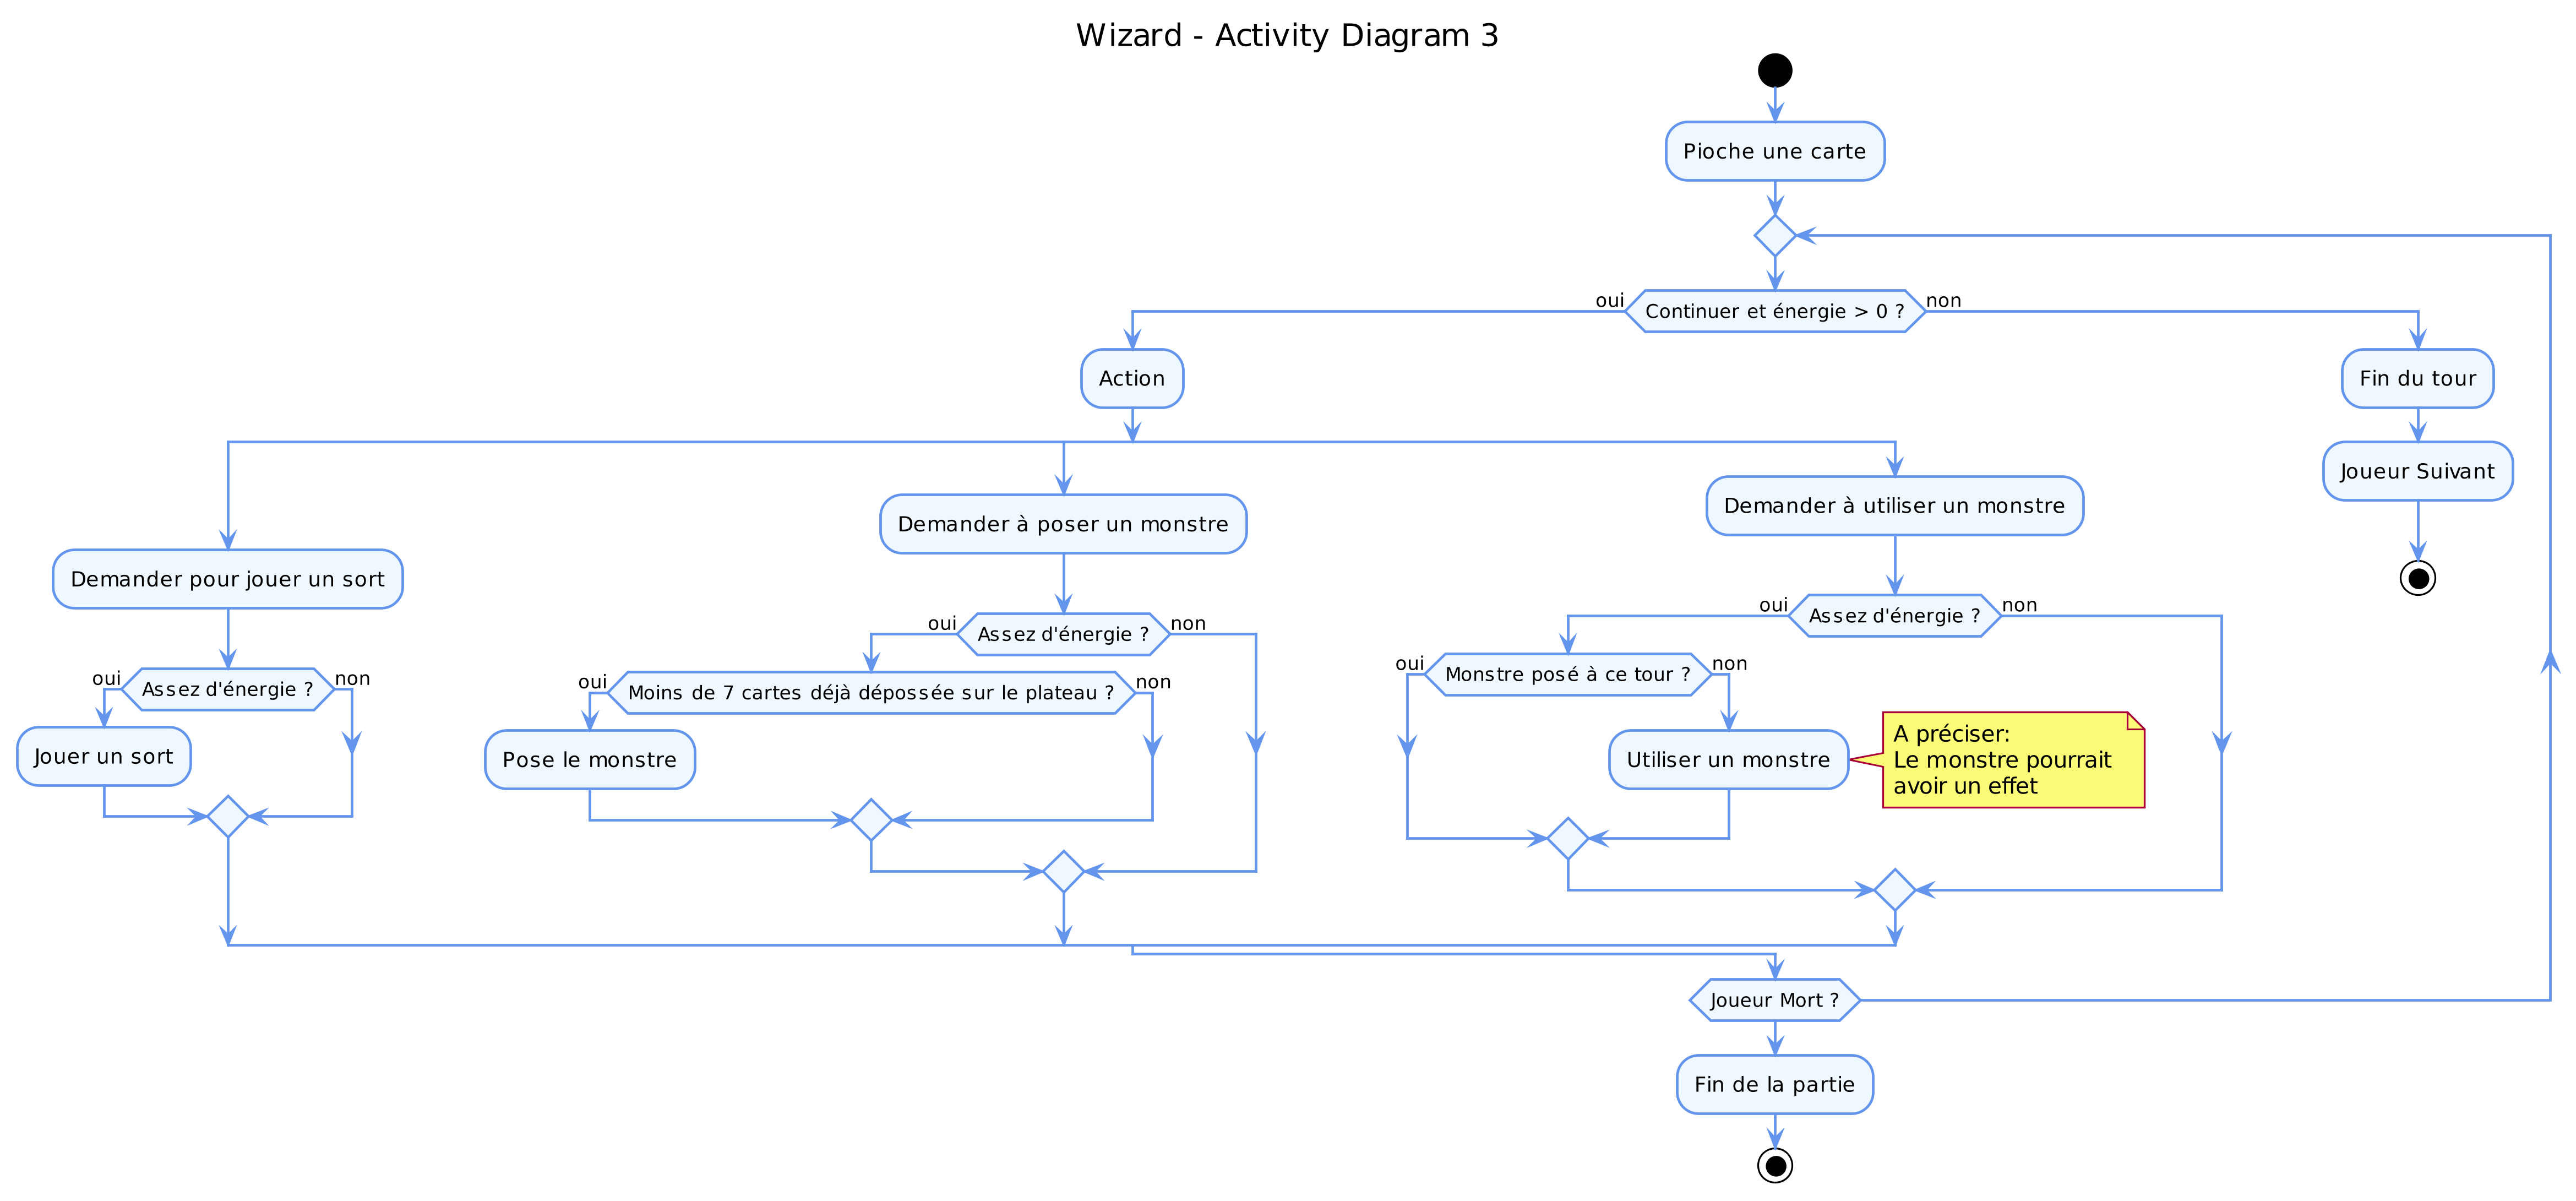 Wizard - Activity Diagram 3
Pioche une carte
Continuer et énergie > 0 ?
oui
non
Action
Fin du tour
Joueur Suivant
Demander pour jouer un sort
Assez d'énergie ?
oui
non
Jouer un sort
Demander à poser un monstre
Assez d'énergie ?
oui
non
Moins de 7 cartes déjà dépossée sur le plateau ?
oui
non
Pose le monstre
Demander à utiliser un monstre
Assez d'énergie ?
oui
non
Monstre posé à ce tour ?
oui
non
Utiliser un monstre
A préciser:
Le monstre pourrait
avoir un effet
Joueur Mort ?
Fin de la partie